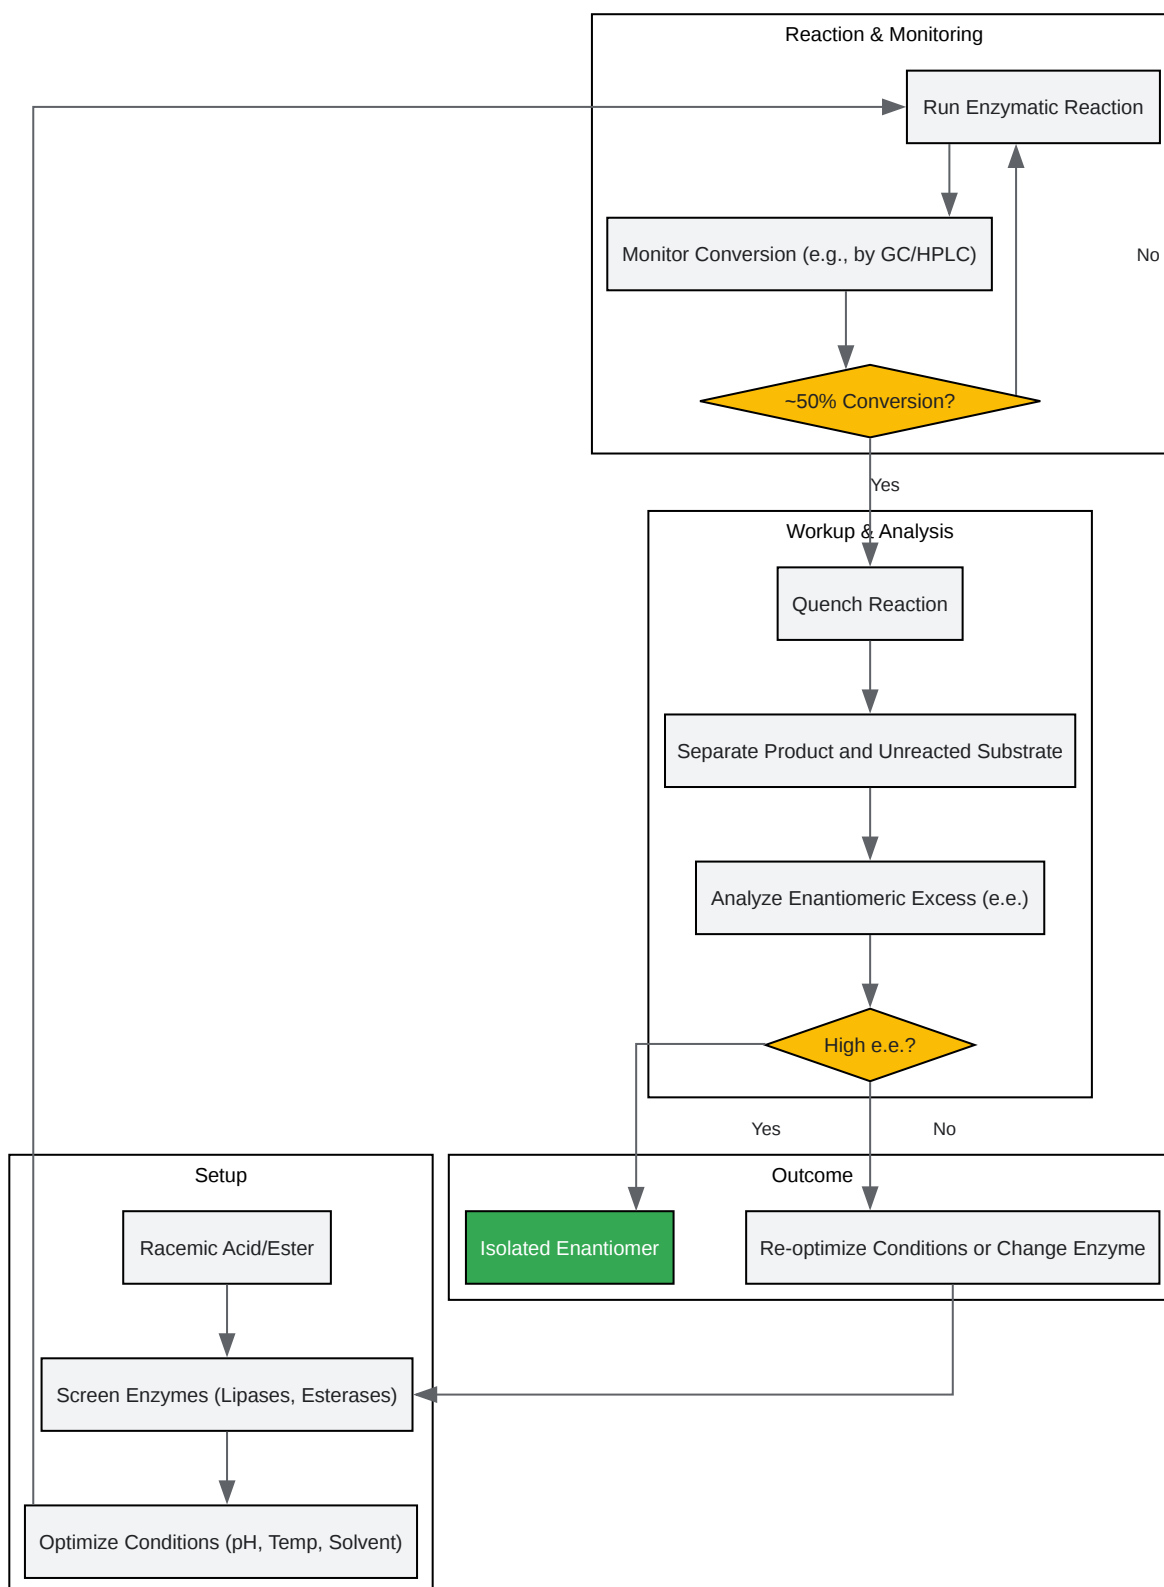 Reaction & Monitoring
Run Enzymatic Reaction
Monitor Conversion (e.g., by GC/HPLC)
No
~50% Conversion?
Yes
Workup & Analysis
Quench Reaction
Separate Product and Unreacted Substrate
Analyze Enantiomeric Excess (e.e.)
High e.e.?
Yes
No
Setup
Outcome
Racemic Acid/Ester
Isolated Enantiomer
Re-optimize Conditions or Change Enzyme
Screen Enzymes (Lipases, Esterases)
Optimize Conditions (pH, Temp, Solvent)